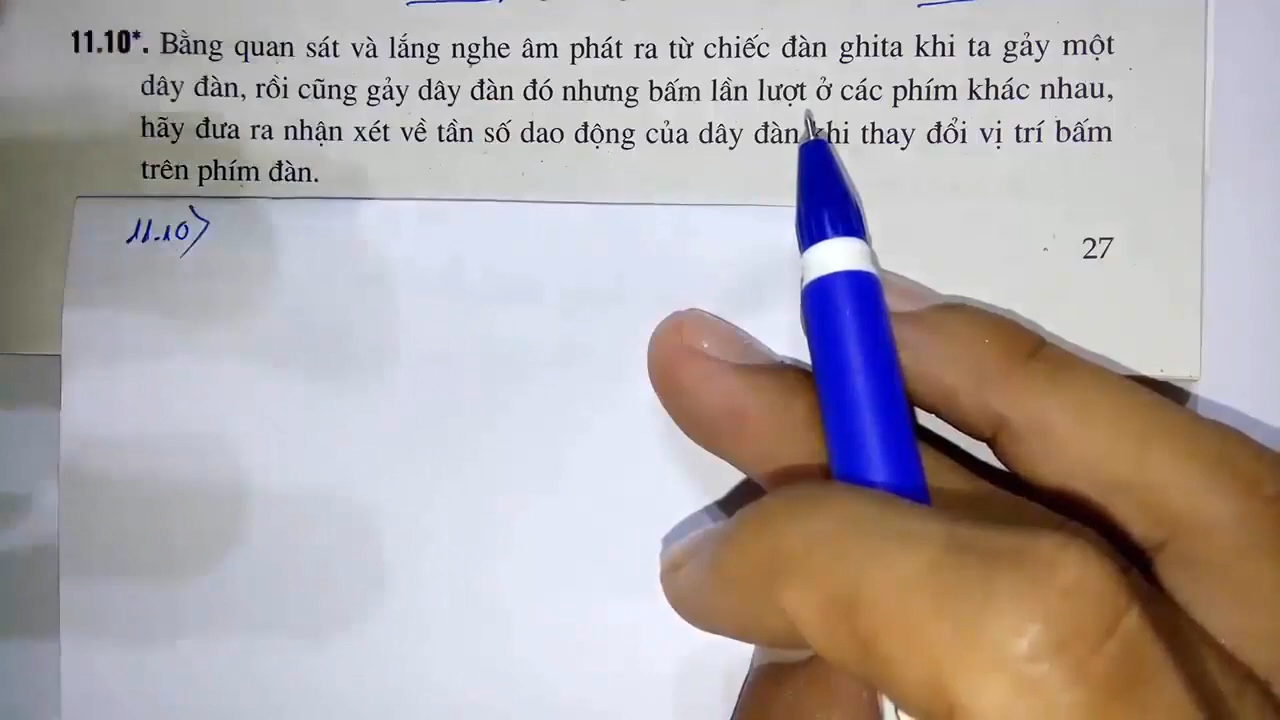 11.10*. Bằng quan sát và lắng nghe âm phát ra từ chiếc đàn ghita khi ta gảy một
dây đàn, rồi cũng gảy dây đàn đó nhưng bấm lần lượt ở các phím khác nhau,
hãy đưa ra nhận xét về tần số dao động của dây đàn khi thay đổi vị trí bấm
trên phím đàn.
11.10)
27